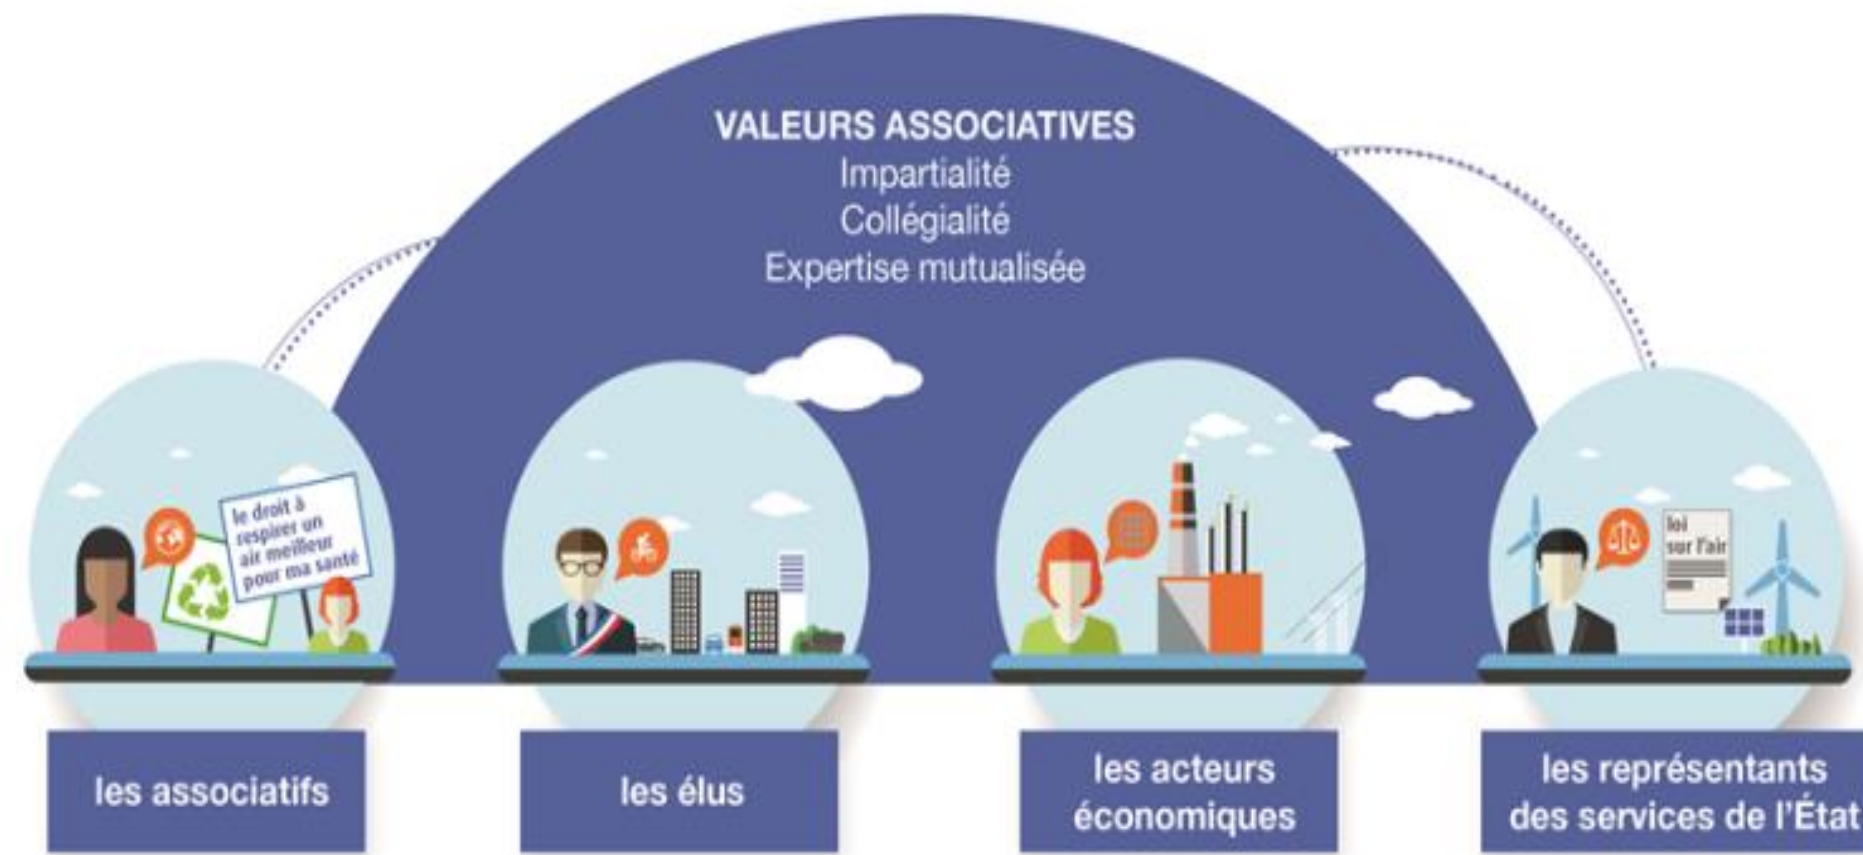 VALEURS ASSOCIATIVES
Impartialité
Collégialité
Expertise mutualisée
le droit à
respirer un
air meilleur
pour ma santé
loi
sur l'air
les associatifs
les élus
les acteurs
économiques
les représentants
des services de l'État